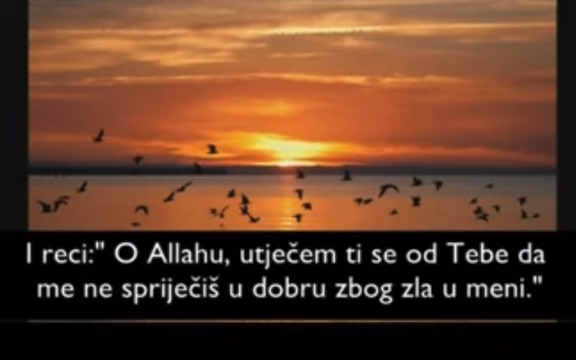 I reci:" O Allahu, utječem ti se od Tebe da
me ne spriječiš u dobru zbog zla u meni."